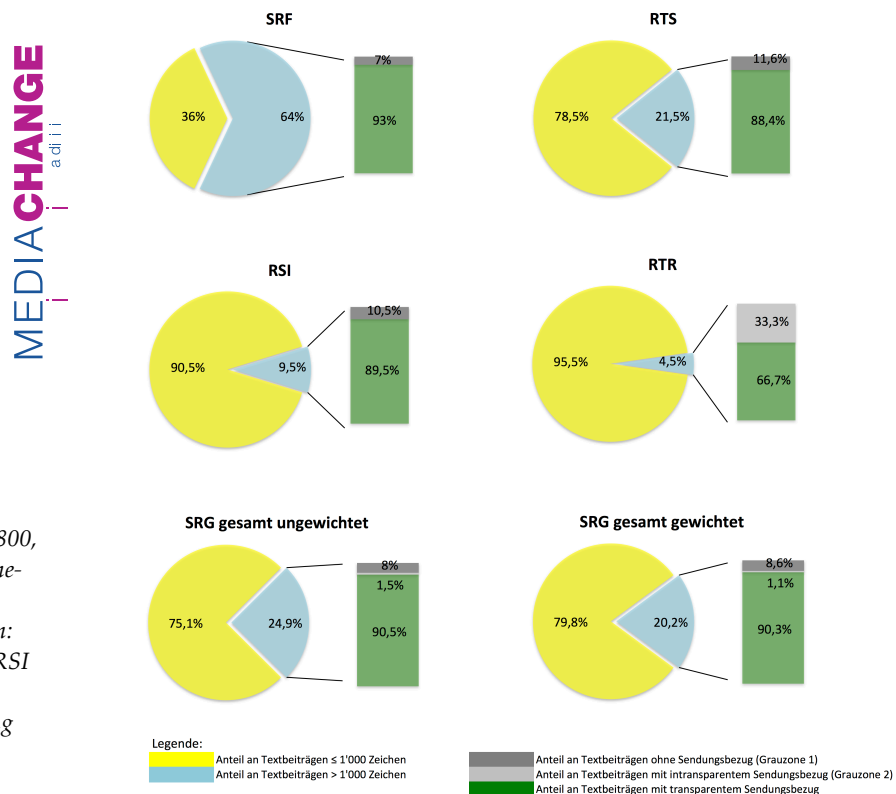 MEDIACHANGE
SRF
7%
36%
64%
93%
RTS
11,6%
78,5%
21,5%
88,4%
RSI
10,5%
90,5%
9,5%
89,5%
RTR
33,3%
95,5%
4,5%
66,7%
800,
ne-
n:
RSI
g
SRG gesamt ungewichtet
8%
1,5%
75,1%
24,9%
90,5%
SRG gesamt gewichtet
8,6%
1,1%
79,8%
20,2%
90,3%
Legende:
Anteil an Textbeiträgen ≤ 1'000 Zeichen
Anteil an Textbeiträgen > 1'000 Zeichen
Anteil an Textbeiträgen ohne Sendungsbezug (Grauzone 1)
Anteil an Textbeiträgen mit intransparentem Sendungsbezug (Grauzone 2)
Anteil an Textbeiträgen mit transparentem Sendungsbezug